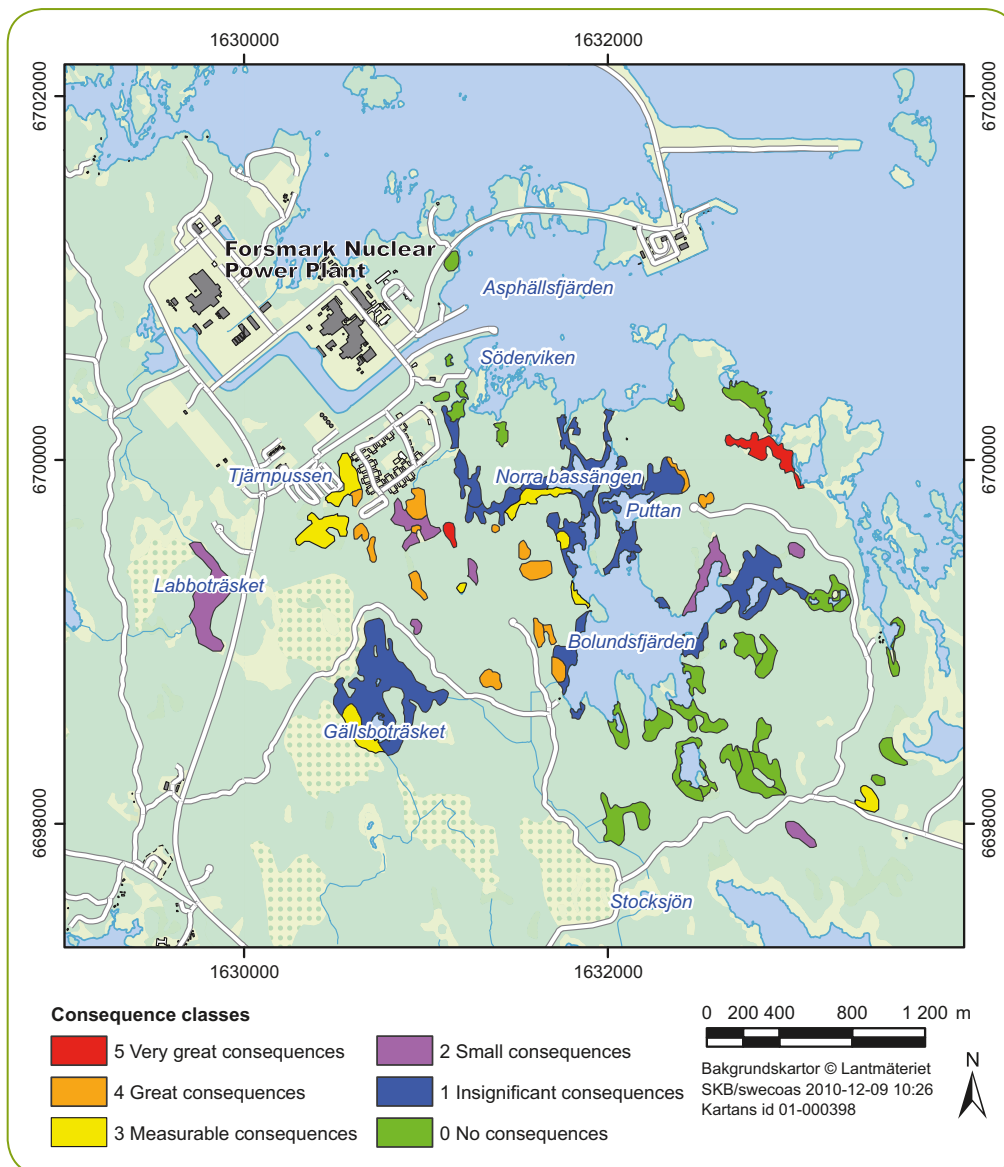 1630000
1632000
6702000
6702000
Forsmark Nuclear
Power Plant
Asphällsfjärden
Söderviken
6700000
6700000
Tjärnpussen
Norra bassängen
Puttan
Labboträsket
Bolundsfjärden
Gällsboträsket
6698000
6698000
Stocksjön
1630000
1632000
Consequence classes
5 Very great consequences
4 Great consequences
3 Measurable consequences
2 Small consequences
1 Insignificant consequences
0 No consequences
0 200 400 800 1 200 m
Bakgrundskartor © Lantmäteriet
SKB/swecoas 2010-12-09 10:26
Kartans id 01-000398
N